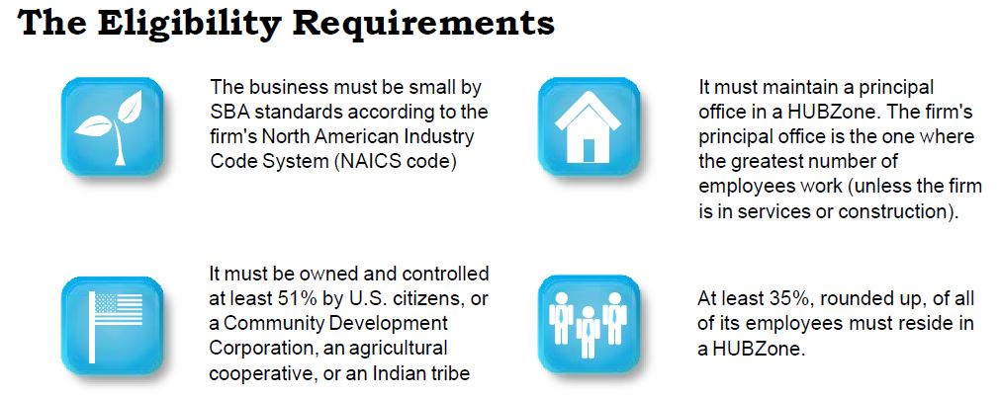 The Eligibility Requirements
The business must be small by
SBA standards according to the
firm's North American Industry
Code System (NAICS code)
It must maintain a principal
office in a HUBZone. The firm's
principal office is the one where
the greatest number of
employees work (unless the firm
is in services or construction).
It must be owned and controlled
at least 51% by U.S. citizens, or
a Community Development
Corporation, an agricultural
cooperative, or an Indian tribe
At least 35%, rounded up, of all
of its employees must reside in
a HUBZone.